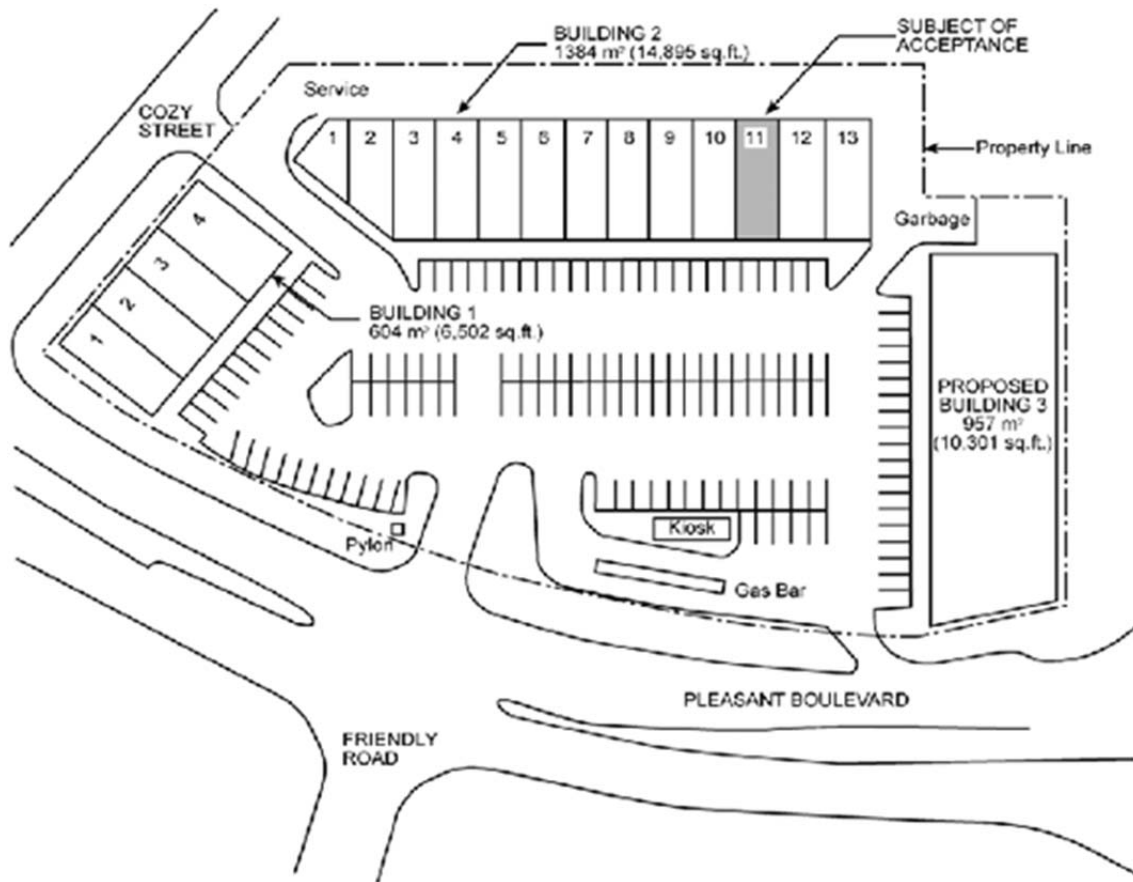 BUILDING 2
1384 m² (14,895 sq.ft.)
SUBJECT OF
ACCEPTANCE
Service
COZY
STREET
1 2 3 4 5 6 7 8 9 10 11 12 13
Property Line
Garbage
4
3
2
1
BUILDING 1
604 m² (6,502 sq.ft.)
PROPOSED
BUILDING 3
957 m²
(10,301 sq.ft.)
Kiosk
Pylon
Gas Bar
PLEASANT BOULEVARD
FRIENDLY
ROAD